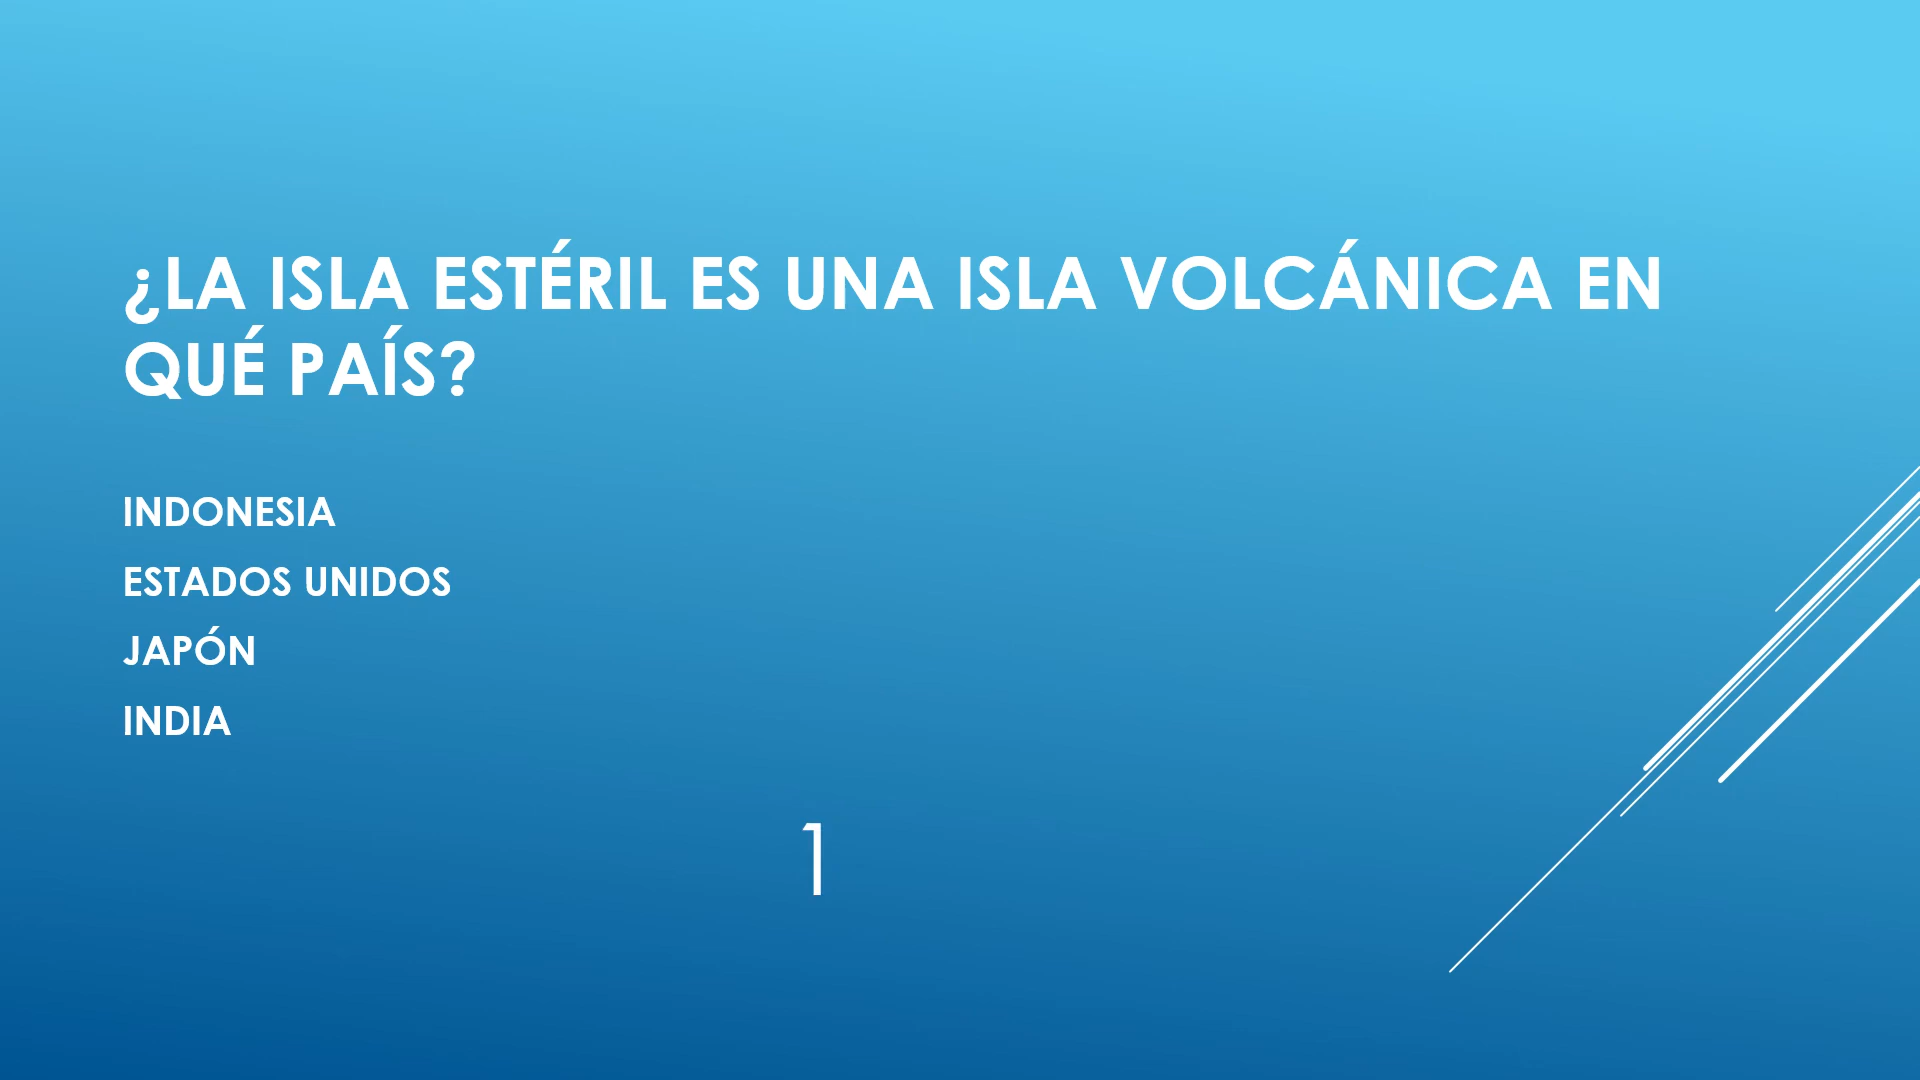 ¿LA ISLA ESTÉRIL ES UNA ISLA VOLCÁNICA EN
QUÉ PAÍS?
INDONESIA
ESTADOS UNIDOS
JAPÓN
INDIA
1